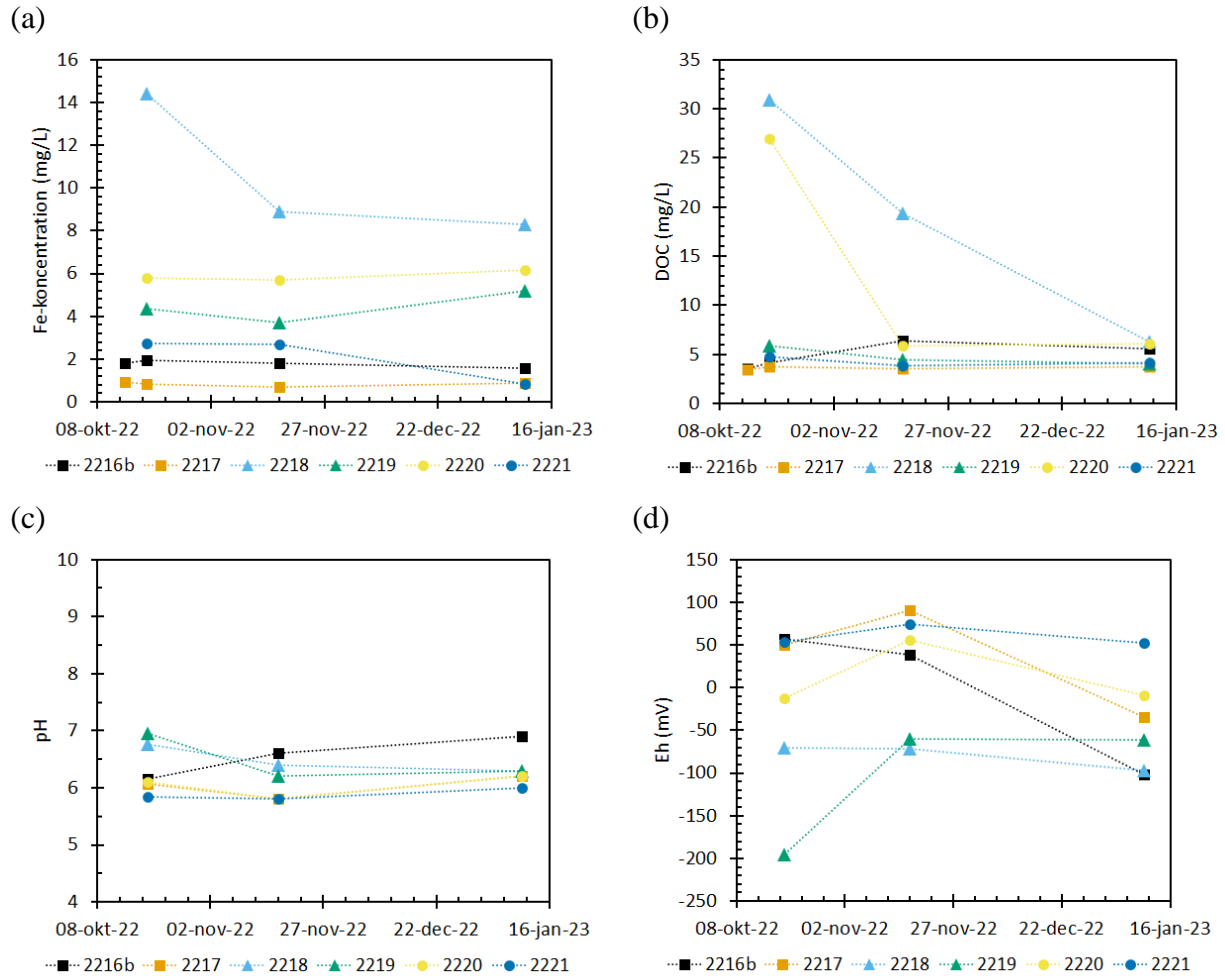 (a)
16
14
12
10
8
6
4
2
0
Fe-koncentration (mg/L)
08-okt-22 02-nov-22 27-nov-22 22-dec-22 16-jan-23
2216b 2217 2218 2219 2220 2221
(b)
35
30
25
20
15
10
5
0
DOC (mg/L)
08-okt-22 02-nov-22 27-nov-22 22-dec-22 16-jan-23
2216b 2217 2218 2219 2220 2221
(c)
10
9
8
7
6
5
4
pH
08-okt-22 02-nov-22 27-nov-22 22-dec-22 16-jan-23
2216b 2217 2218 2219 2220 2221
(d)
150
100
50
0
-50
-100
-150
-200
-250
Eh (mV)
08-okt-22 02-nov-22 27-nov-22 22-dec-22 16-jan-23
2216b 2217 2218 2219 2220 2221